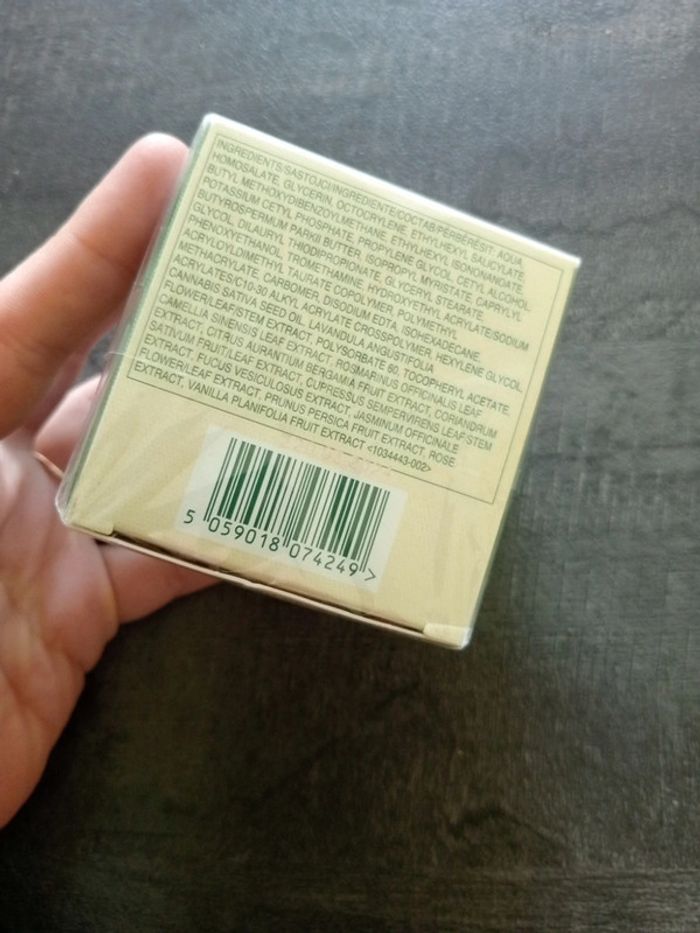 INGREDIENTS/SASTOJCI/INGREDIENTE/СЪСТАВ/PËRBËRËSIT: AQUA,
HOMOSALATE, GLYCERIN, OCTOCRYLENE, ETHYLHEXYL SALICYLATE,
BUTYL METHOXYDIBENZOYLMETHANE, ETHYLHEXYL ISONONANOATE,
POTASSIUM CETYL PHOSPHATE, PROPYLENE GLYCOL, CETYL ALCOHOL,
BUTYROSPERMUM PARKII BUTTER, ISOPROPYL MYRISTATE, CAPRYLYL
GLYCOL, DILAURYL THIODIPROPIONATE, GLYCERYL STEARATE,
PHENOXYETHANOL, TROMETHAMINE, HYDROXYETHYL ACRYLATE/SODIUM
ACRYLOYLDIMETHYL TAURATE COPOLYMER, POLYMETHYL
METHACRYLATE, CARBOMER, DISODIUM EDTA, ISOHEXADECANE,
ACRYLATES/C10-30 ALKYL ACRYLATE CROSSPOLYMER, HEXYLENE GLYCOL,
CANNABIS SATIVA SEED OIL, LAVANDULA ANGUSTIFOLIA
FLOWER/LEAF/STEM EXTRACT, POLYSORBATE 60, TOCOPHERYL ACETATE,
CAMELLIA SINENSIS LEAF EXTRACT, ROSMARINUS OFFICINALIS LEAF
EXTRACT, CITRUS AURANTIUM BERGAMIA FRUIT EXTRACT, CORIANDRUM
SATIVUM FRUIT/LEAF EXTRACT, CUPRESSUS SEMPERVIRENS LEAF/STEM
EXTRACT, FUCUS VESICULOSUS EXTRACT, JASMINUM OFFICINALE
FLOWER/LEAF EXTRACT, PRUNUS PERSICA FRUIT EXTRACT, ROSE
EXTRACT, VANILLA PLANIFOLIA FRUIT EXTRACT <1034443-002>
5 059018 074249 >